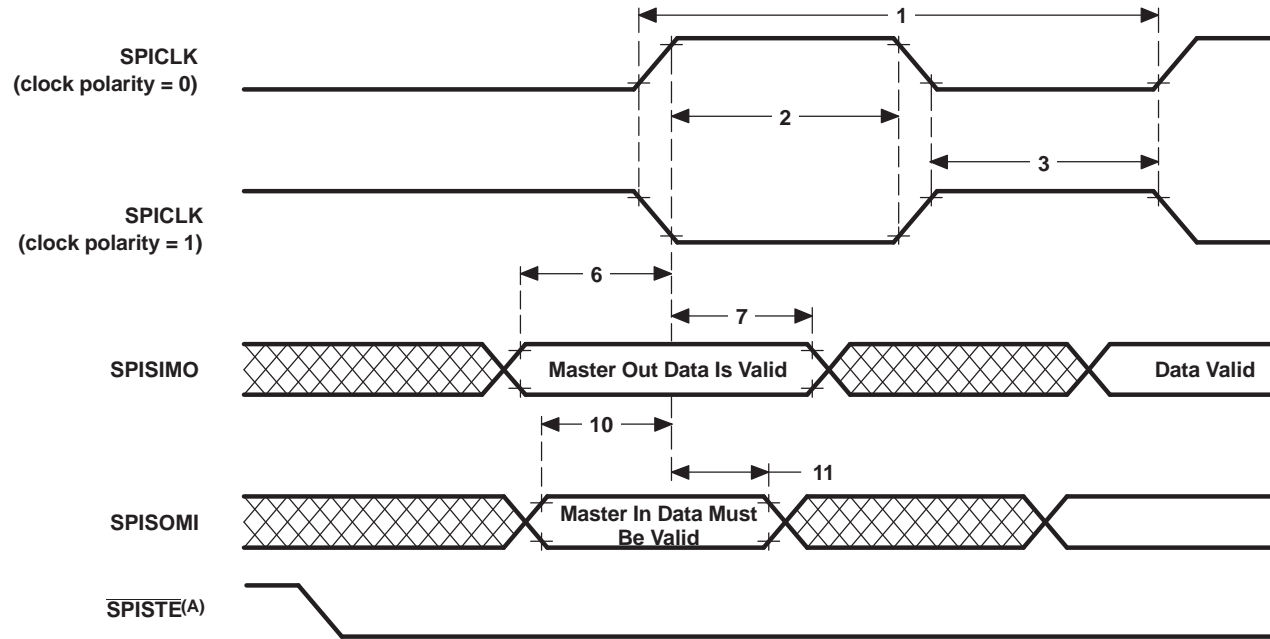 1
SPICLK
(clock polarity = 0)
2
3
SPICLK
(clock polarity = 1)
6
7
SPISIMO
Master Out Data Is Valid
Data Valid
10
11
SPISOMI
Master In Data Must
Be Valid
SPISTE(A)